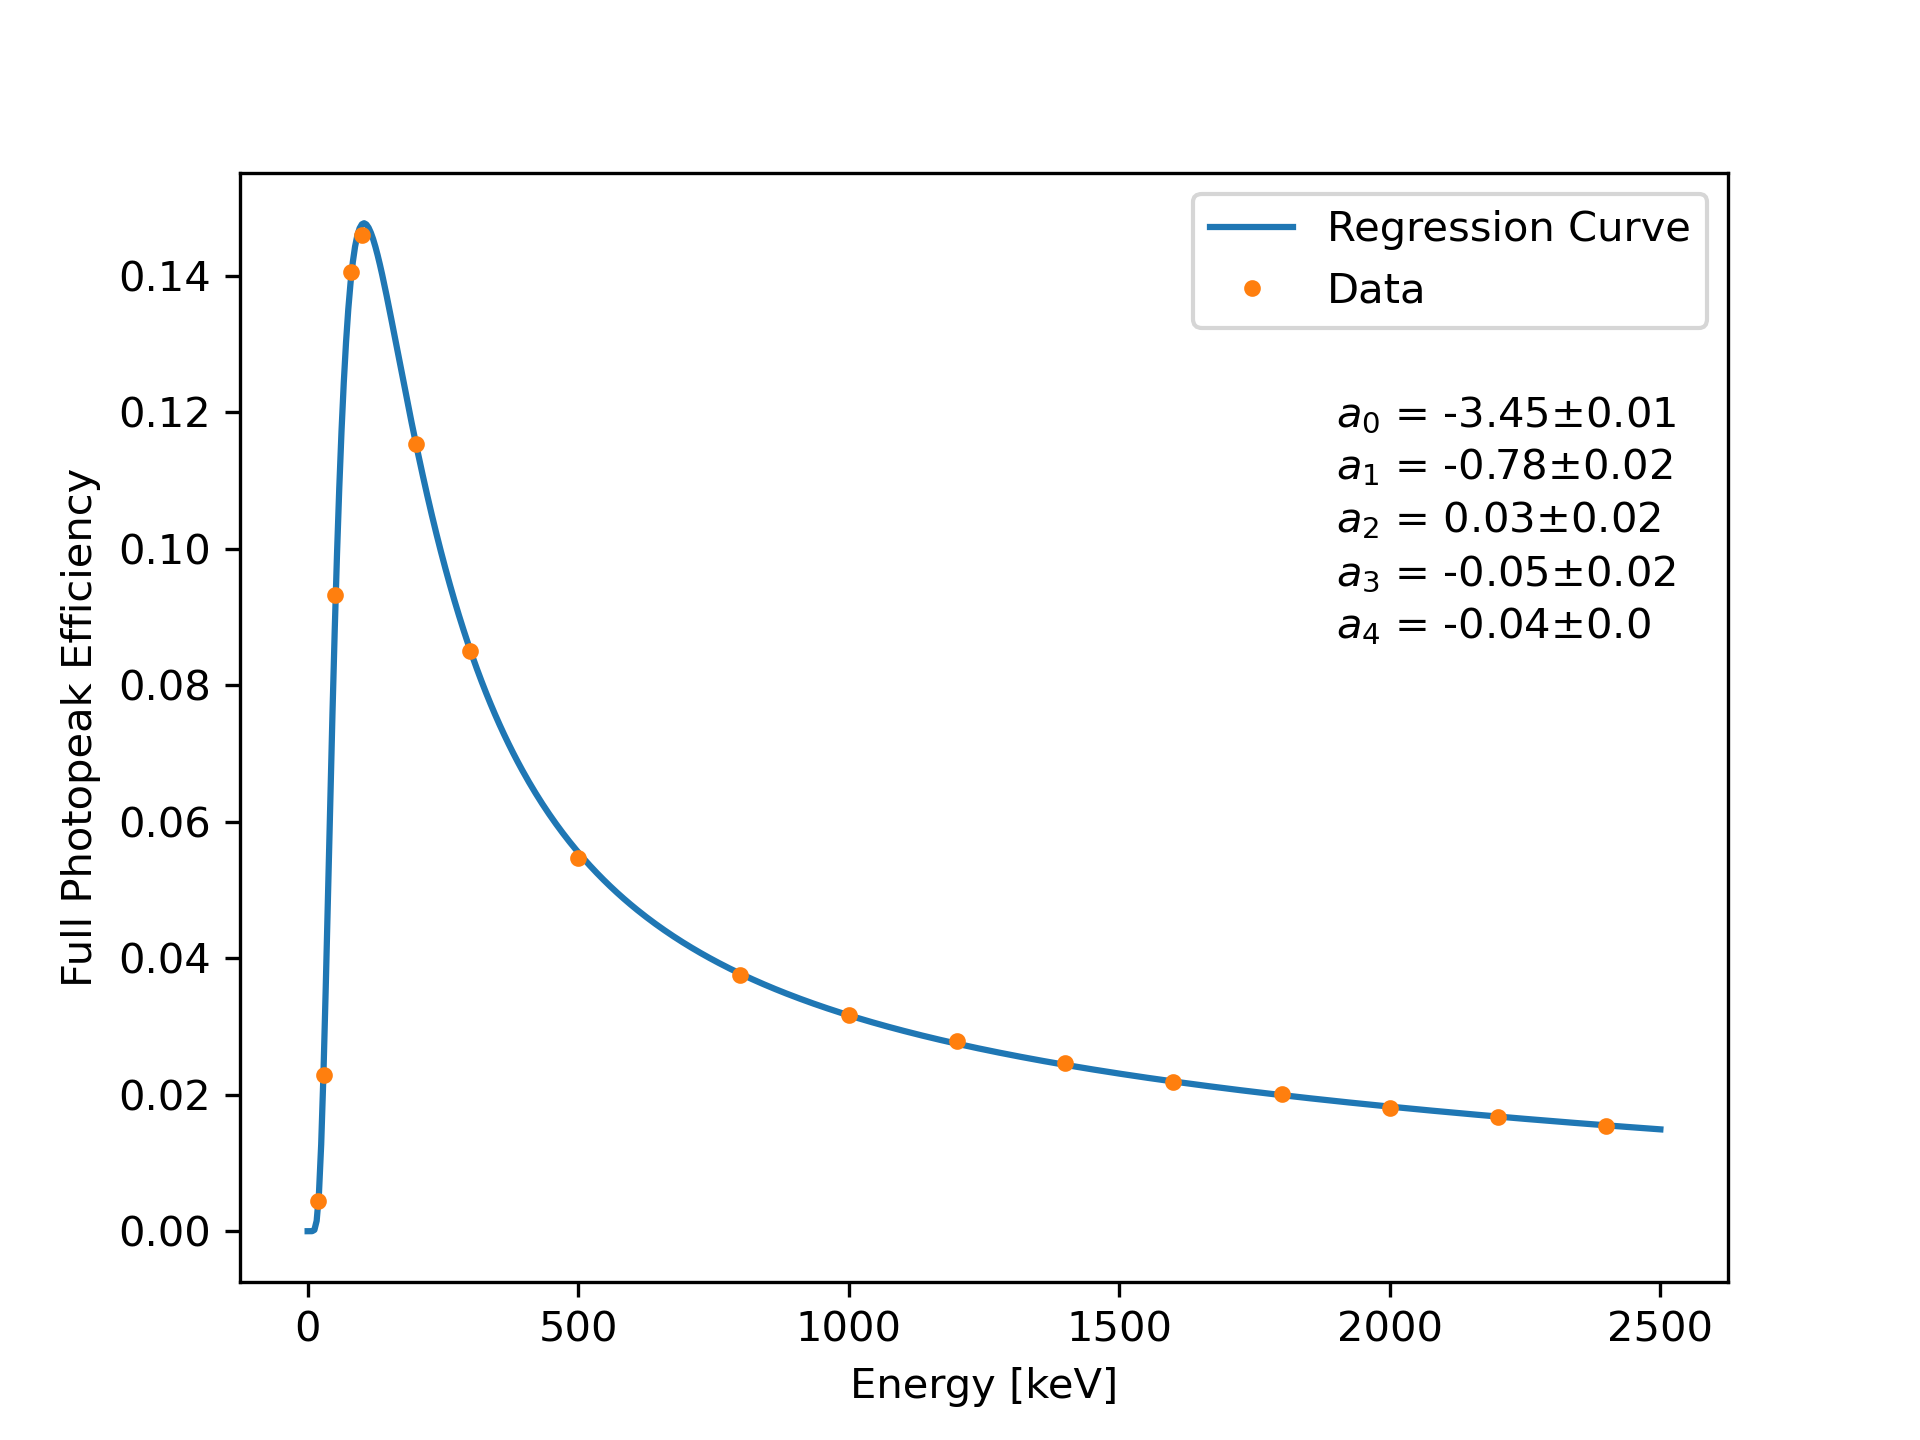 Regression Curve
Data
a0 = -3.45±0.01
a1 = -0.78±0.02
a2 = 0.03±0.02
a3 = -0.05±0.02
a4 = -0.04±0.0
Full Photopeak Efficiency
0.14
0.12
0.10
0.08
0.06
0.04
0.02
0.00
0 500 1000 1500 2000 2500
Energy [keV]